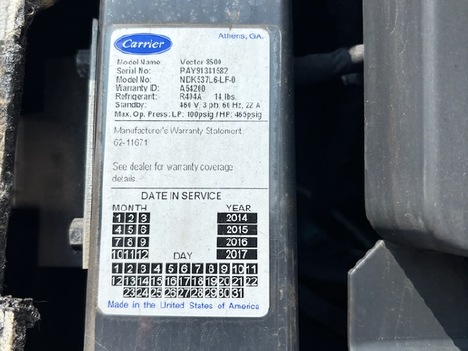 Carrier
Athens, GA.
Model Name: Vector 8500
Serial No: PAY91311582
Model No: NDK537L6-LF-0
Warranty ID: A54200
Refrigerant: R404A 14 lbs.
Standby: 460 V, 3 ph, 60 Hz, 22 A
Max. Op. Press: LP: 100psig / HP: 465psig
Manufacturer's Warranty Statement
62-11671
See dealer for warranty coverage
details.
DATE IN SERVICE
MONTH YEAR
1 2 3 2014
4 5 6 2015
7 8 9 2016
10 11 12 DAY 2017
1 2 3 4 5 6 7 8 9 10 11
12 13 14 15 16 17 18 19 20 21 22
23 24 25 26 27 28 29 30 31
Made in the United States of America